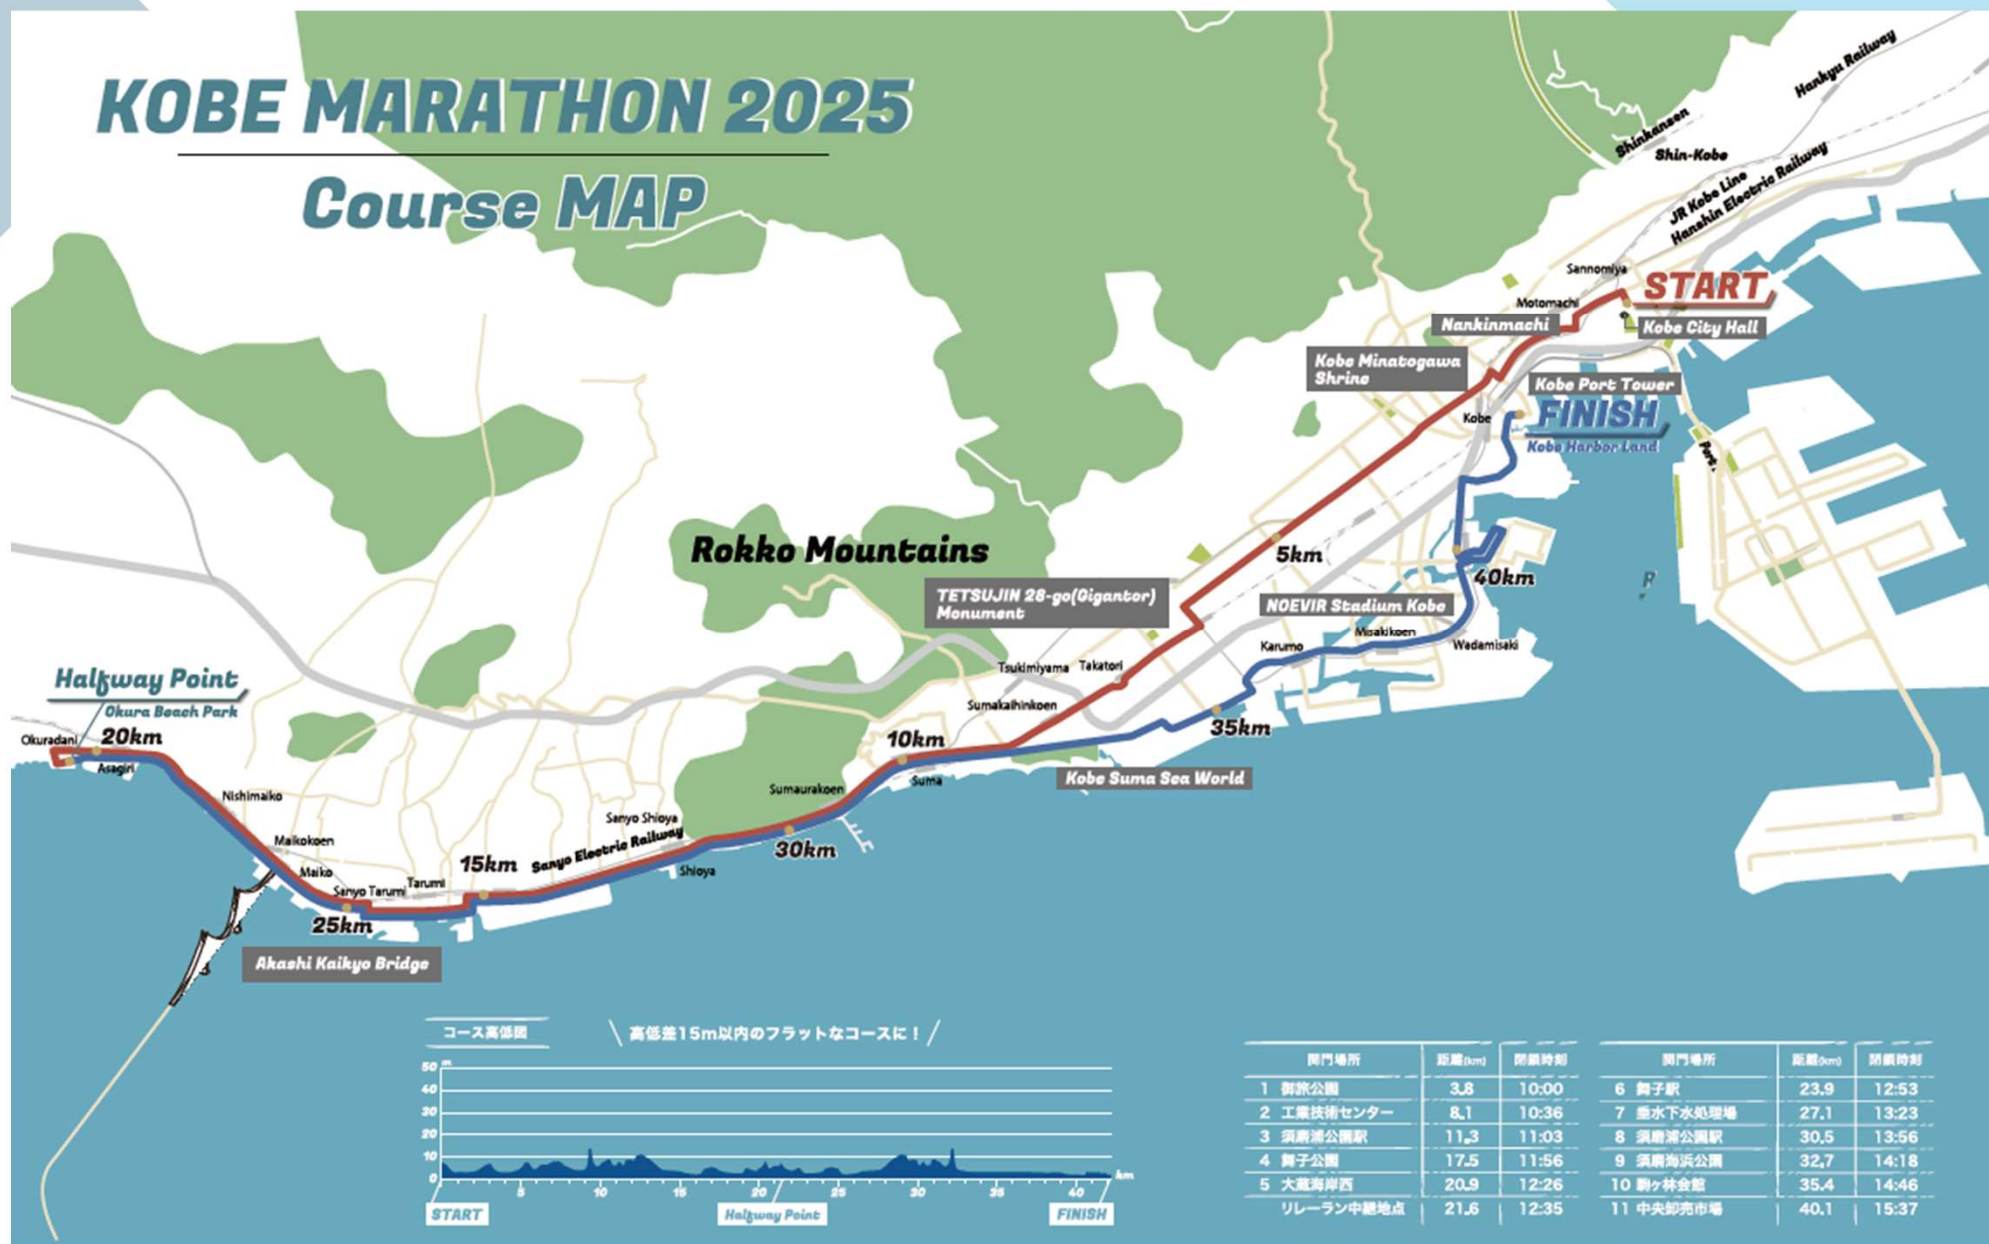 KOBE MARATHON 2025
Course MAP
Hankyu Railway
Shinkansen
Shin-Kobe
JR Kobe Line
Hanshin Electric Railway
Sannomiya
START
Motomachi
Nankinmachi
Kobe City Hall
Kobe Minatogawa
Shrine
Kobe Port Tower
Kobe
FINISH
Kobe Harbor Land
Port
Rokko Mountains
5km
40km
R
TETSUJIN 28-go(Gigantor)
Monument
NOEVIR Stadium Kobe
Misakikoen
Karumo
Wadamisaki
Tsukimiyama
Takatori
Sumakaihinkoen
Halfway Point
Okura Beach Park
Okuradani
20km
Asagiri
10km
35km
Suma
Kobe Suma Sea World
Nishimaiko
Sumaurakoen
Sanyo Shioya
Sanyo Electric Railway
Maikokoen
30km
15km
Maiko
Shioya
Sanyo Tarumi
Tarumi
25km
Akashi Kaikyo Bridge
コース高低図
高低差15m以内のフラットなコースに!
50 m
40
30
20
10
0
5 10 15 20 25 30 35 40 km
START Halfway Point FINISH
関門場所 距離(km) 閉鎖時刻
1 御旅公園 3.8 10:00
2 工業技術センター 8.1 10:36
3 須磨浦公園駅 11.3 11:03
4 舞子公園 17.5 11:56
5 大蔵海岸西 20.9 12:26
リレーラン中継地点 21.6 12:35
関門場所 距離(km) 閉鎖時刻
6 舞子駅 23.9 12:53
7 垂水下水処理場 27.1 13:23
8 須磨浦公園駅 30.5 13:56
9 須磨海浜公園 32.7 14:18
10 駒ヶ林会館 35.4 14:46
11 中央卸売市場 40.1 15:37